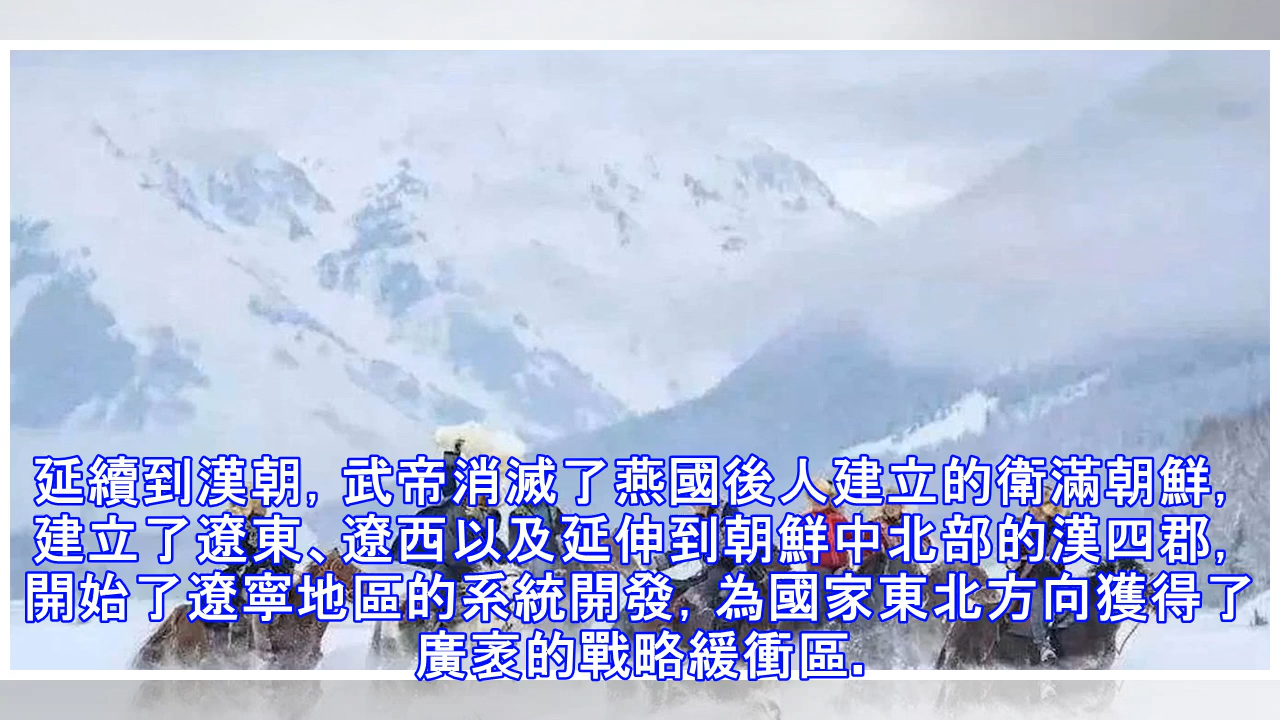 延續到漢朝, 武帝消滅了燕國後人建立的衛滿朝鮮,
建立了遼東、遼西以及延伸到朝鮮中北部的漢四郡,
開始了遼寧地區的系統開發, 為國家東北方向獲得了
廣袤的戰略緩衝區.